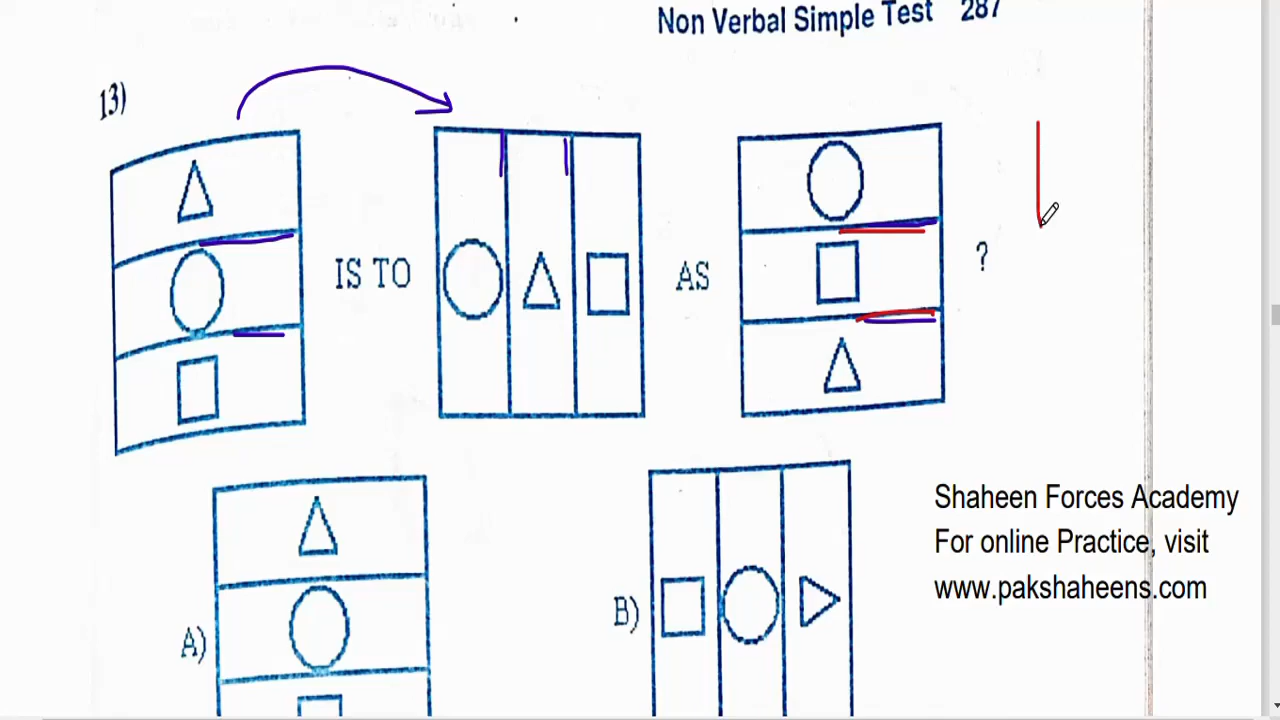 Non Verbal Simple Test 287
13)
IS TO
AS
?
Shaheen Forces Academy
For online Practice, visit
www.pakshaheens.com
A)
B)